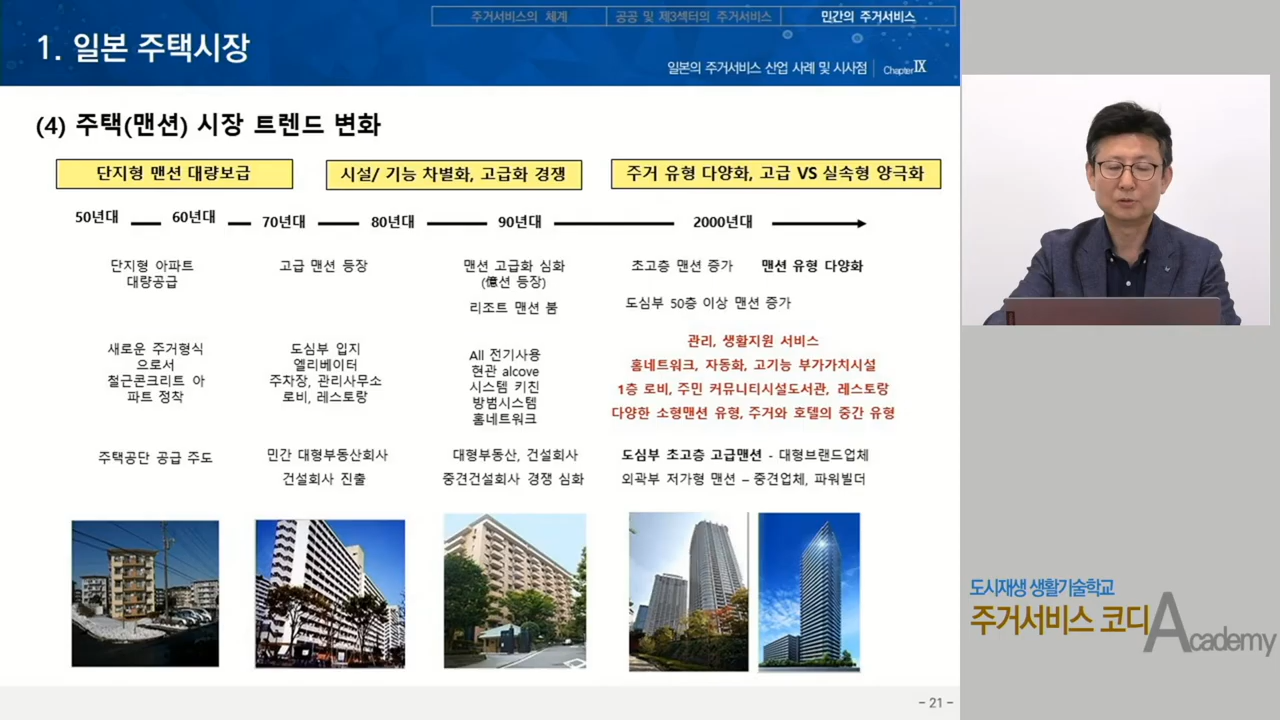 주거서비스의 체계
공공 및 제3섹터의 주거서비스
민간의 주거서비스
1. 일본 주택시장
일본의 주거서비스 산업 사례 및 시사점
Chapter Ⅸ
(4) 주택(맨션) 시장 트렌드 변화
단지형 맨션 대량보급
시설/ 기능 차별화, 고급화 경쟁
주거 유형 다양화, 고급 VS 실속형 양극화
50년대
60년대
70년대
80년대
90년대
2000년대
단지형 아파트
대량공급
고급 맨션 등장
맨션 고급화 심화
(億션 등장)
리조트 맨션 붐
초고층 맨션 증가
맨션 유형 다양화
도심부 50층 이상 맨션 증가
새로운 주거형식
으로서
철근콘크리트 아
파트 정착
도심부 입지
엘리베이터
주차장, 관리사무소
로비, 레스토랑
All 전기사용
현관 alcove
시스템 키친
방범시스템
홈네트워크
관리, 생활지원 서비스
홈네트워크, 자동화, 고기능 부가가치시설
1층 로비, 주민 커뮤니티시설도서관, 레스토랑
다양한 소형맨션 유형, 주거와 호텔의 중간 유형
주택공단 공급 주도
민간 대형부동산회사
건설회사 진출
대형부동산, 건설회사
중견건설회사 경쟁 심화
도심부 초고층 고급맨션 - 대형브랜드업체
외곽부 저가형 맨션 – 중견업체, 파워빌더
도시재생 생활기술학교
주거서비스 코디
Academy
- 21 -